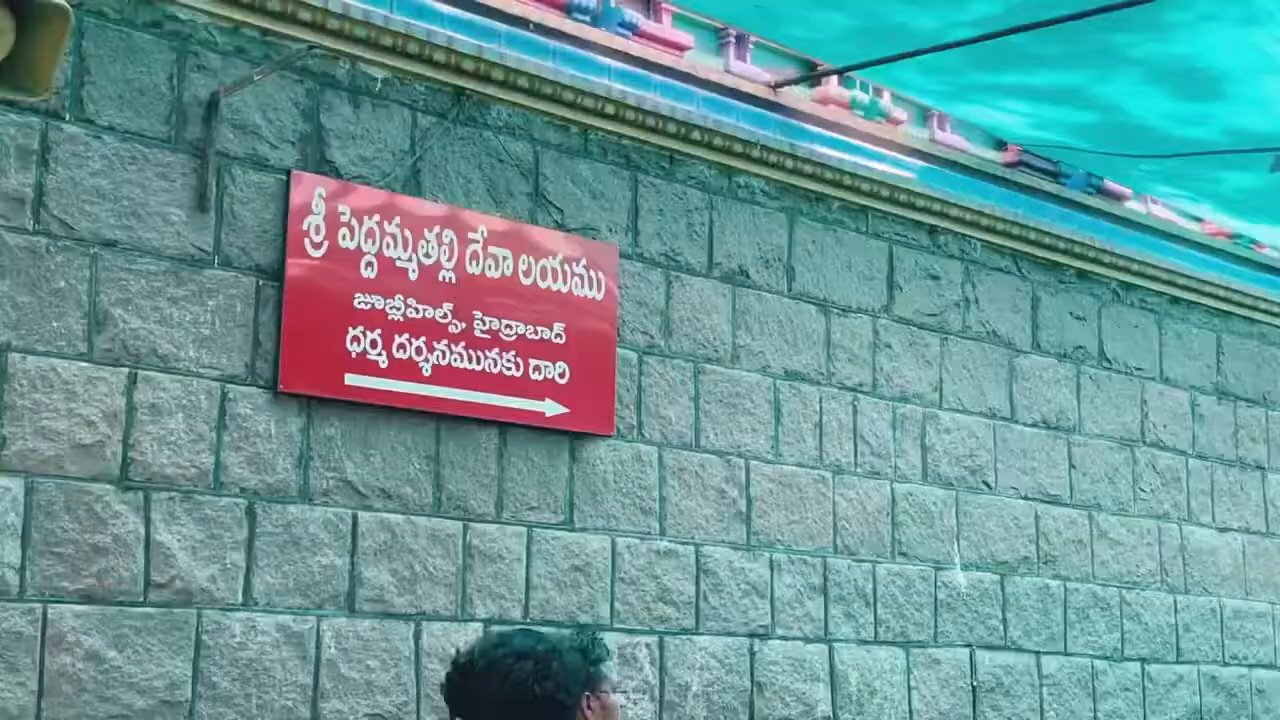 శ్రీ పెద్దమ్మతల్లి దేవాలయము
జూబ్లీహిల్స్, హైద్రాబాద్
ధర్మ దర్శనమునకు దారి